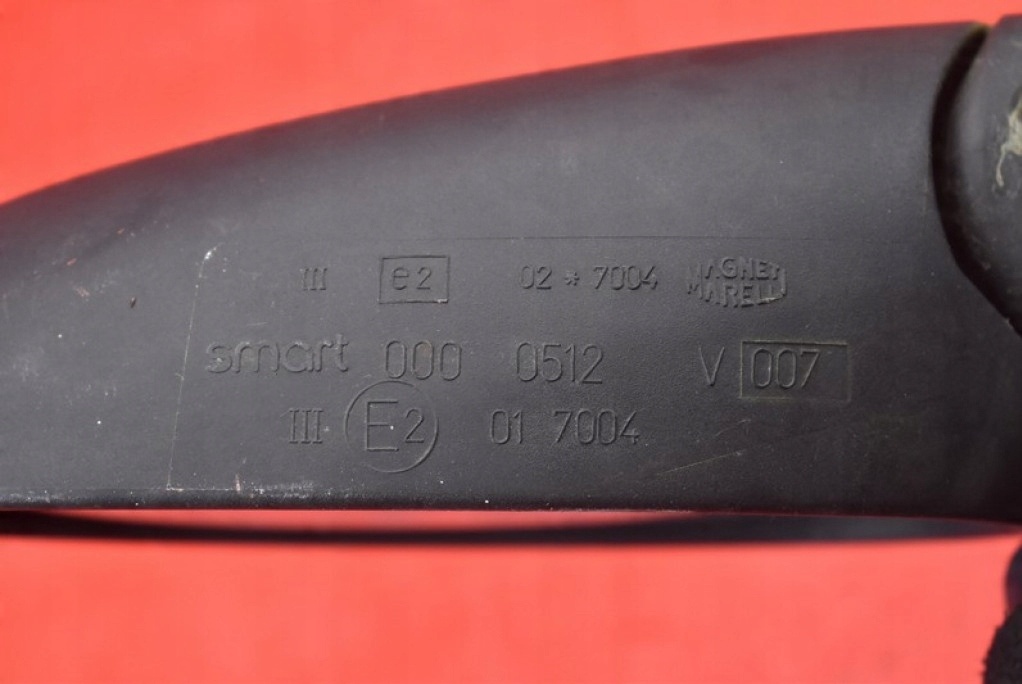 III e2 02 * 7004 MAGNETI MARELLI
smart 000 0512 V 007
III E2 01 7004